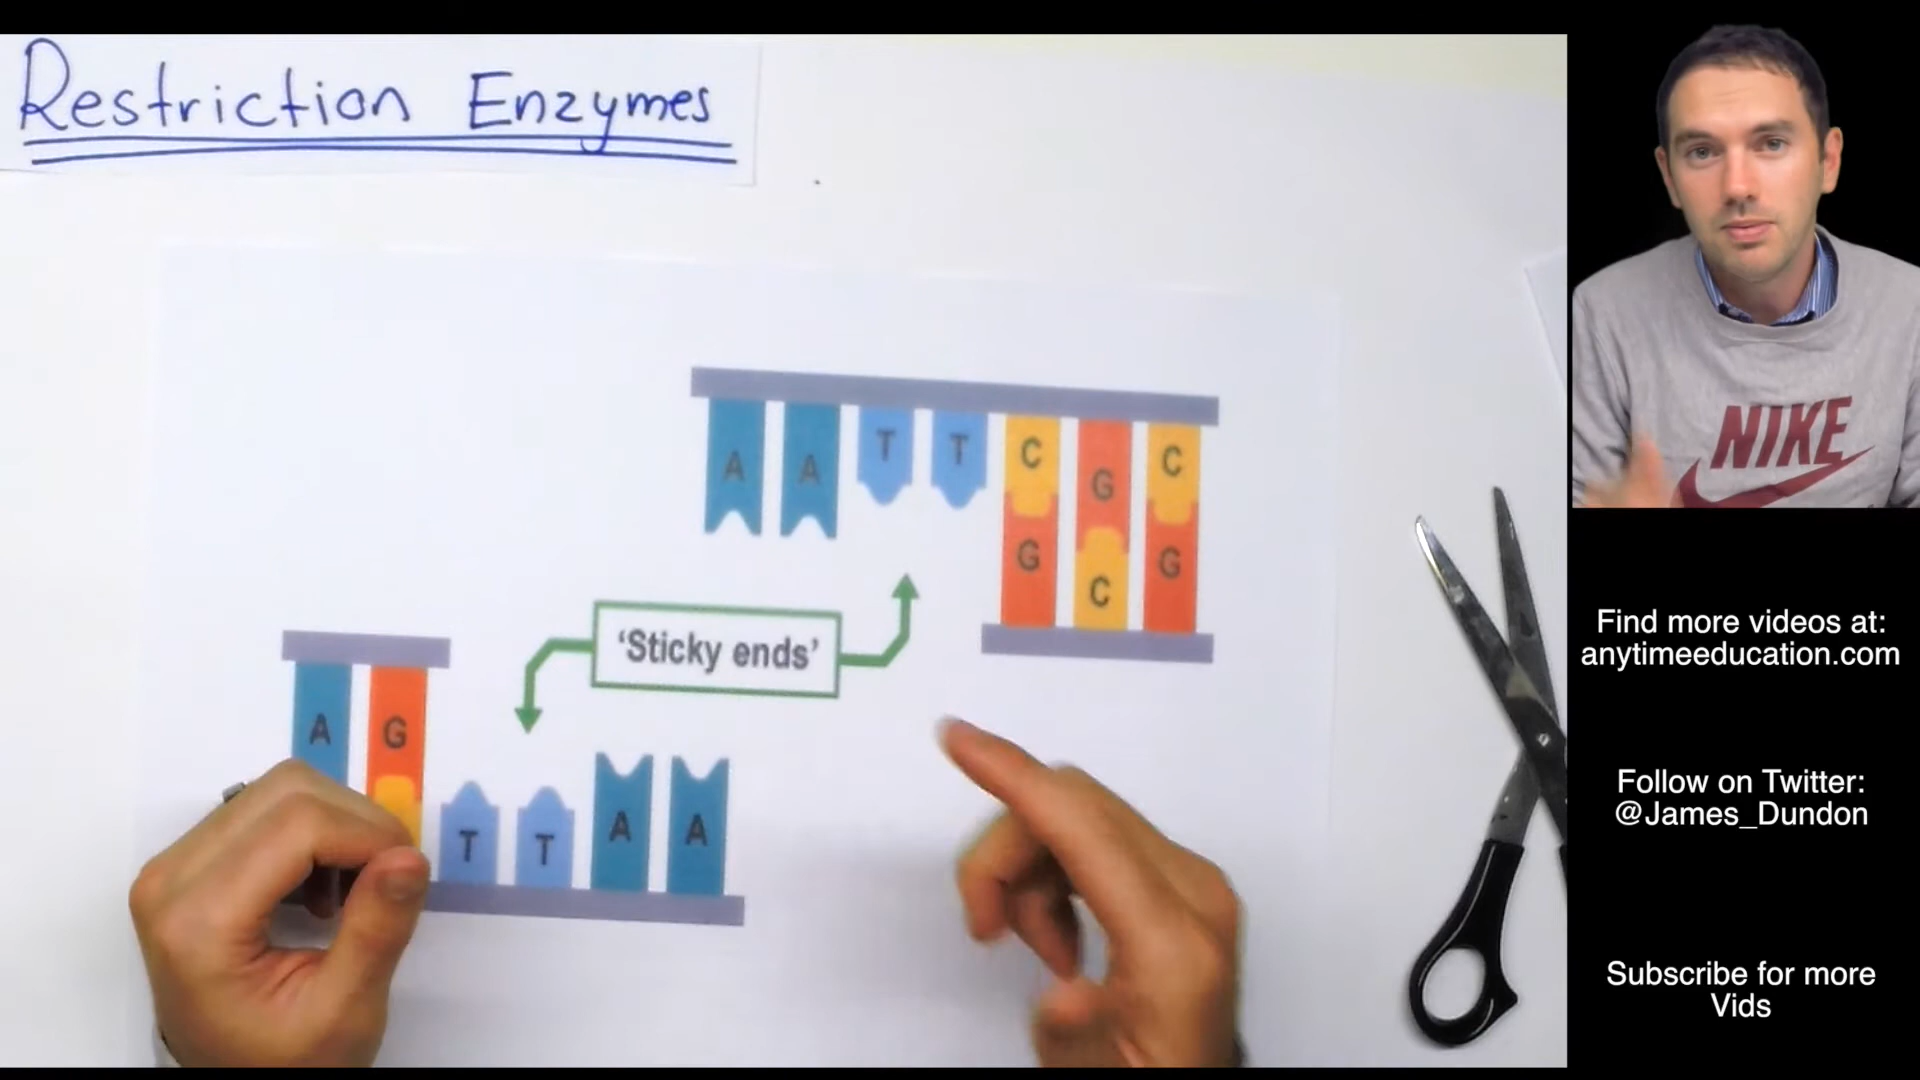 Restriction Enzymes
A A T T C G C
G C G
'Sticky ends'
A G
T T A A
NIKE
Find more videos at:
anytimeeducation.com
Follow on Twitter:
@James_Dundon
Subscribe for more
Vids